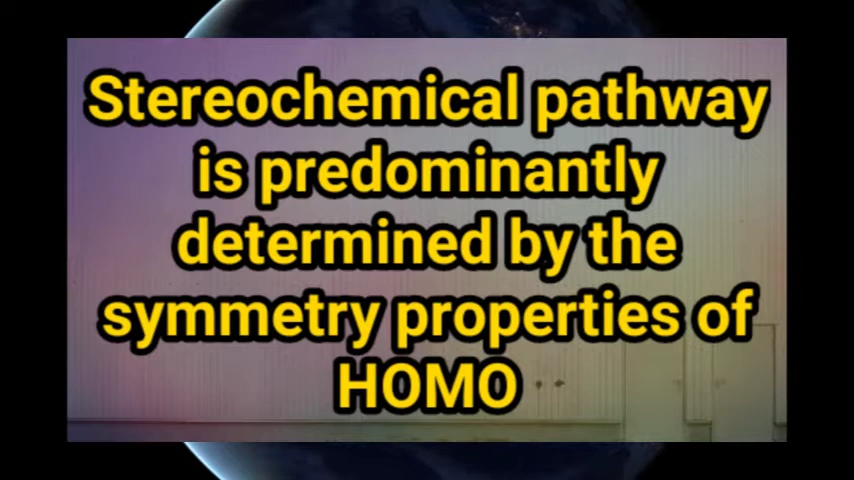 Stereochemical pathway
is predominantly
determined by the
symmetry properties of
HOMO